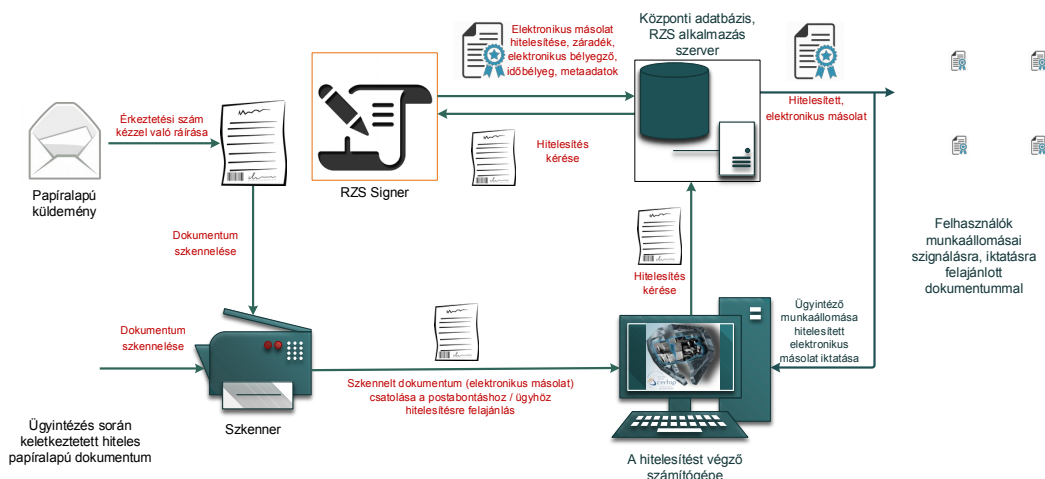 Elektronikus másolat
hitelesítése, záradék,
elektronikus bélyegző,
időbélyeg, metaadatok
Központi adatbázis,
RZS alkalmazás
szerver
Hitelesített,
elektronikus másolat
Érkeztetési szám
kézzel való ráírása
Hitelesítés
kérése
Papíralapú
küldemény
RZS Signer
Felhasználók
munkaállomásai
szignálásra, iktatásra
felajánlott
dokumentummal
Dokumentum
szkennelése
Hitelesítés
kérése
Ügyintéző
munkaállomása
hitelesített
elektronikus
másolat iktatása
Dokumentum
szkennelése
Szkennelt dokumentum (elektronikus másolat)
csatolása a postabontáshoz / ügyhöz
hitelesítésre felajánlás
Szkenner
Ügyintézés során
keletkeztetett hiteles
papíralapú dokumentum
A hitelesítést végző
számítógépe